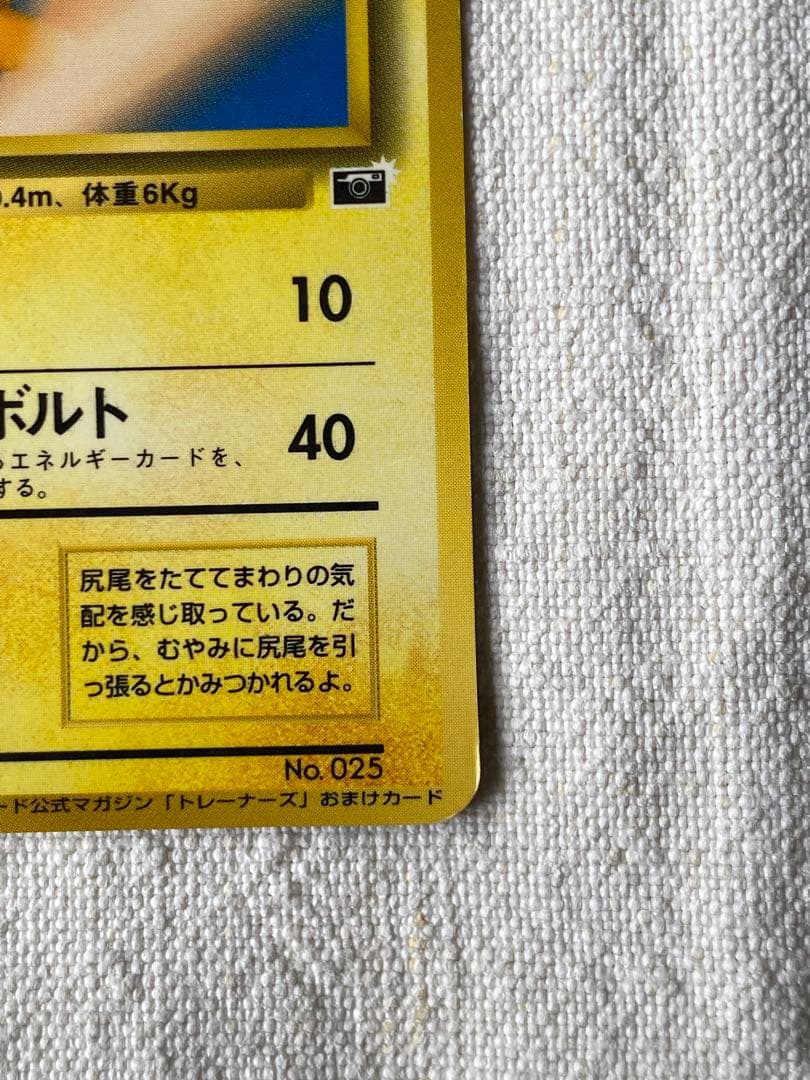 0.4m、体重6Kg
10
ボルト
40
るエネルギーカードを、
する。
尻尾をたててまわりの気
配を感じ取っている。だ
から、むやみに尻尾を引
っ張るとかみつかれるよ。
No. 025
ード公式マガジン「トレーナーズ」おまけカード